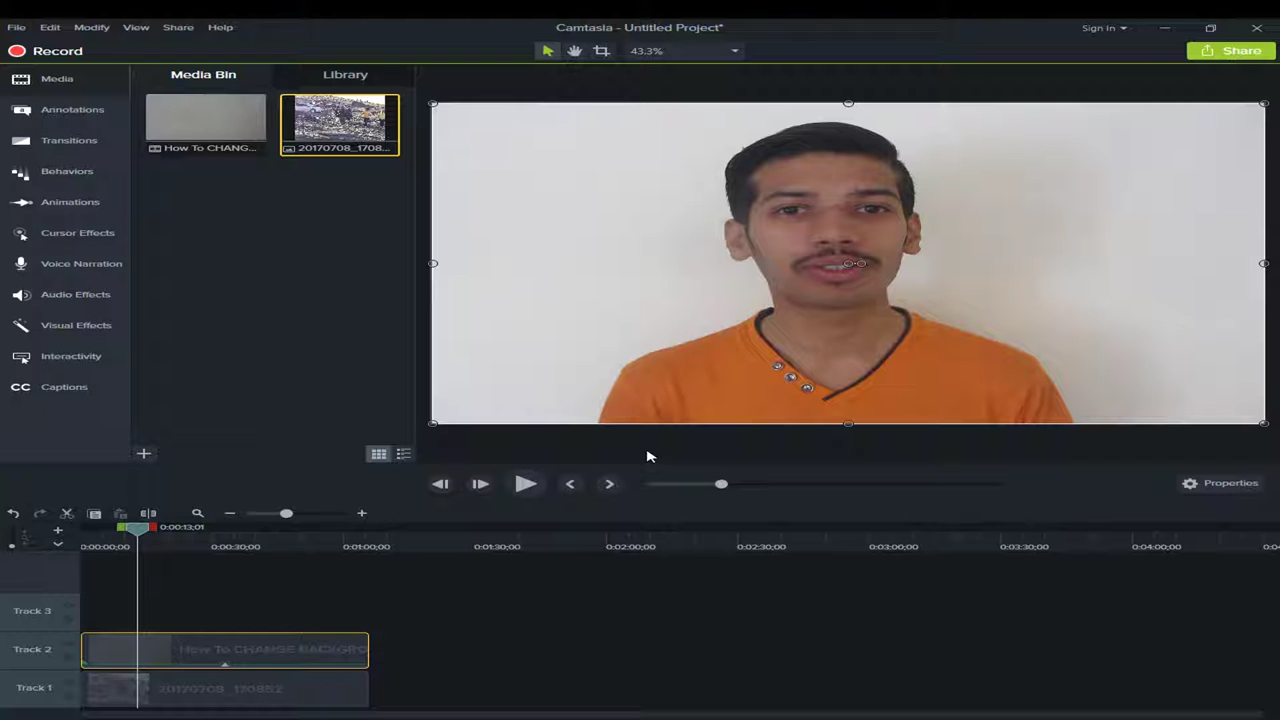 File Edit Modify View Share Help
Camtasia - Untitled Project*
Sign In
Record
43.3%
Share
Media
Media Bin
Library
Annotations
Transitions
Behaviors
Animations
Cursor Effects
Voice Narration
Audio Effects
Visual Effects
Interactivity
CC Captions
How To CHANG...
20170708_1708...
Properties
0:00:13;01
0:00:00;00 0:00:30;00 0:01:00;00 0:01:30;00 0:02:00;00 0:02:30;00 0:03:00;00 0:03:30;00 0:04:00;00
Track 3
Track 2
How To CHANGE BACKGRO
Track 1
20170708_170852